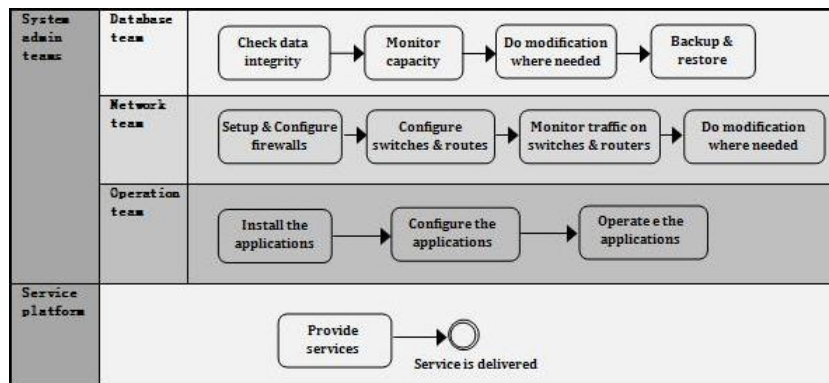 System
admin
teams
Database
team
Check data
integrity
Monitor
capacity
Do modification
where needed
Backup &
restore
Network
team
Setup & Configure
firewalls
Configure
switches & routes
Monitor traffic on
switches & routers
Do modification
where needed
Operation
team
Install the
applications
Configure the
applications
Operate e the
applications
Service
platform
Provide
services
Service is delivered